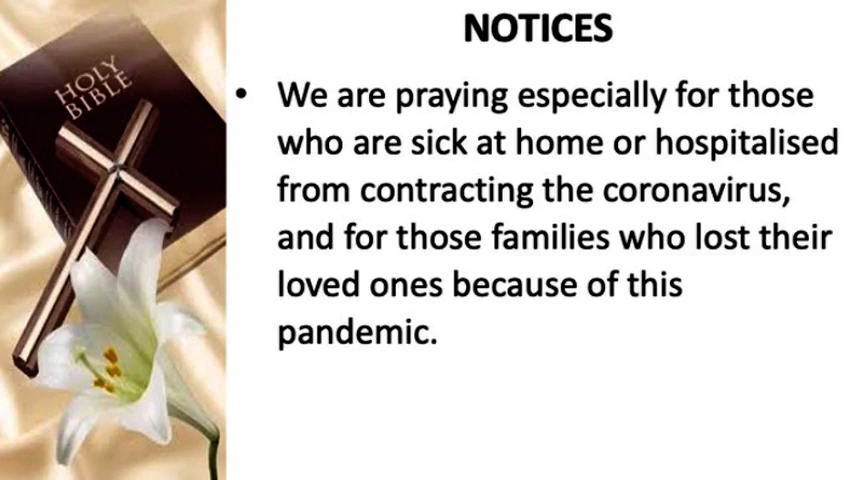 NOTICES
HOLY
BIBLE
• We are praying especially for those
who are sick at home or hospitalised
from contracting the coronavirus,
and for those families who lost their
loved ones because of this
pandemic.